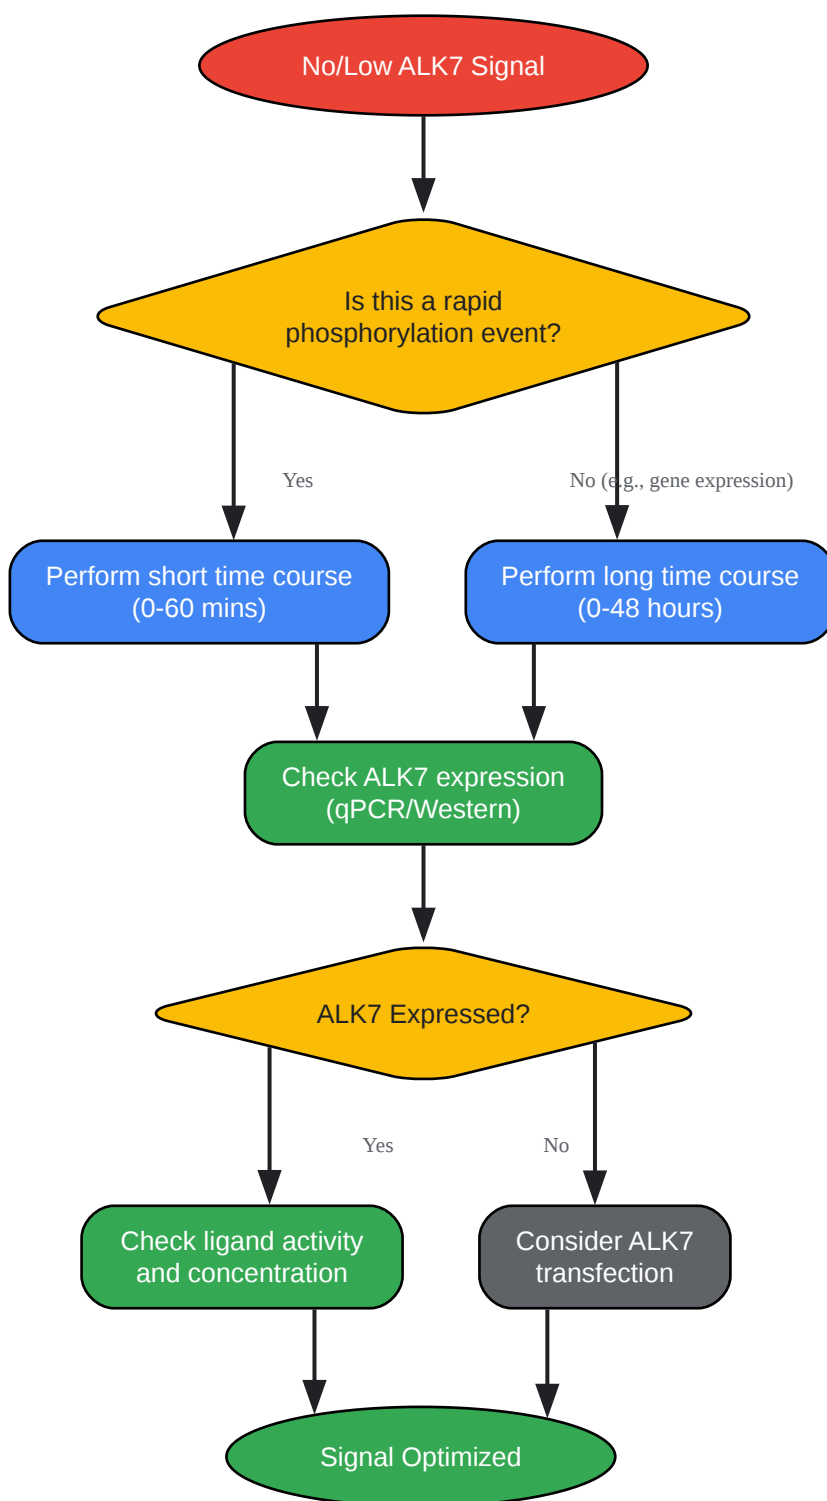 No/Low ALK7 Signal
Is this a rapid
phosphorylation event?
Yes
No (e.g., gene expression)
Perform short time course
(0-60 mins)
Perform long time course
(0-48 hours)
Check ALK7 expression
(qPCR/Western)
ALK7 Expressed?
Yes
No
Check ligand activity
and concentration
Consider ALK7
transfection
Signal Optimized